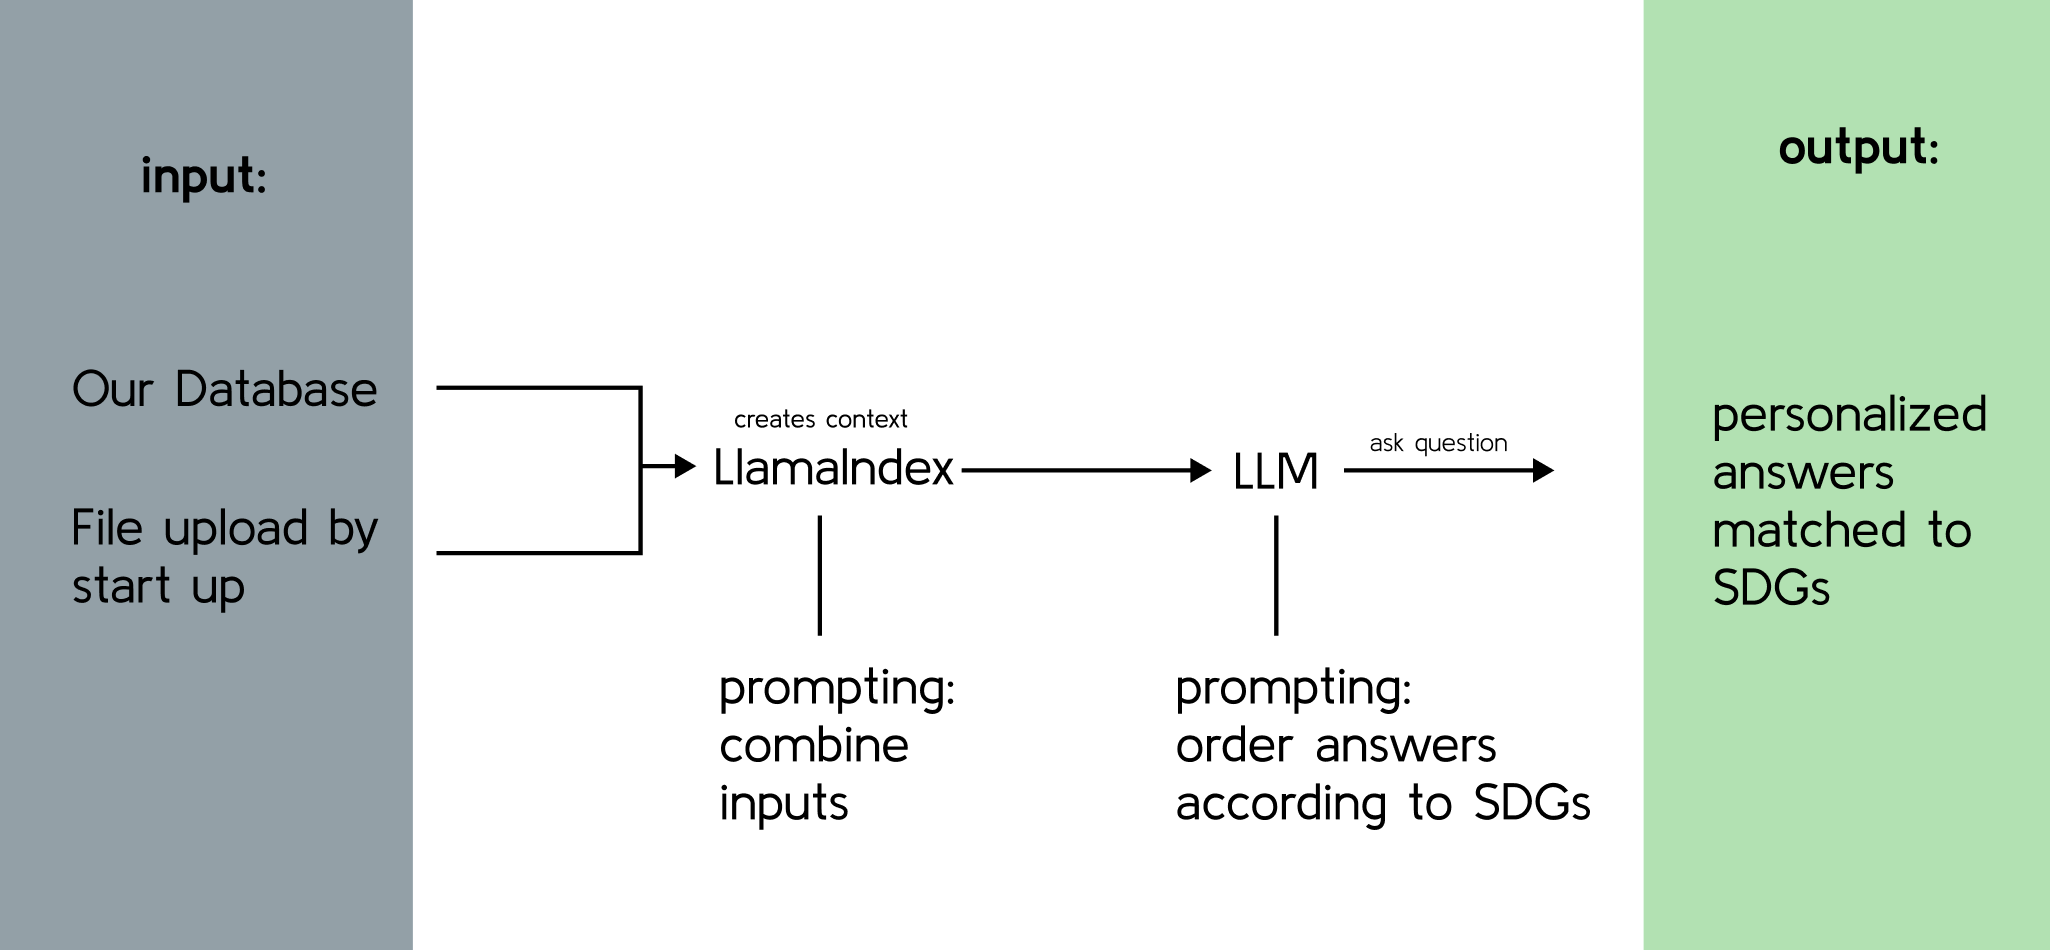 input:
Our Database
File upload by
start up
creates context
LlamaIndex
prompting:
combine
inputs
LLM
prompting:
order answers
according to SDGs
ask question
output:
personalized
answers
matched to
SDGs